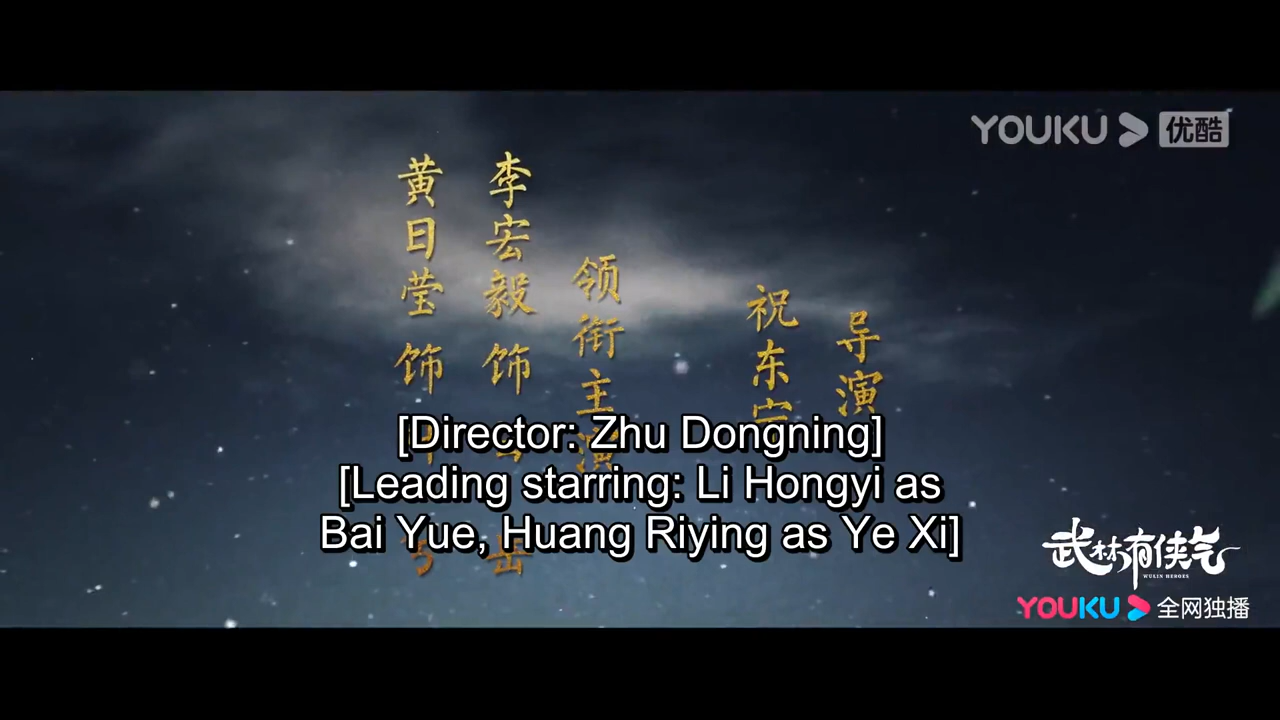 YOUKU 优酷
导演
祝东
领衔主演
李宏毅 饰
岳
黄日莹 饰
[Director: Zhu Dongning]
[Leading starring: Li Hongyi as
Bai Yue, Huang Riying as Ye Xi]
武林有侠气
WULIN HEROES
YOUKU 全网独播